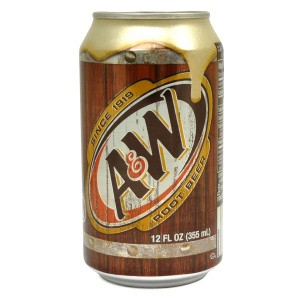 SINCE 1919
A&W
ROOT BEER
12 FL OZ (355 mL)